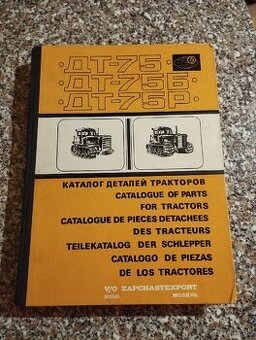 ДТ-75
ДТ-75Б
ДТ-75Р
КАТАЛОГ ДЕТАЛЕЙ ТРАКТОРОВ
CATALOGUE OF PARTS
FOR TRACTORS
CATALOGUE DE PIECES DETACHEES
DES TRACTEURS
TEILEKATALOG DER SCHLEPPER
CATALOGO DE PIEZAS
DE LOS TRACTORES
V/O ZAPCHASTEXPORT
MOSKVA